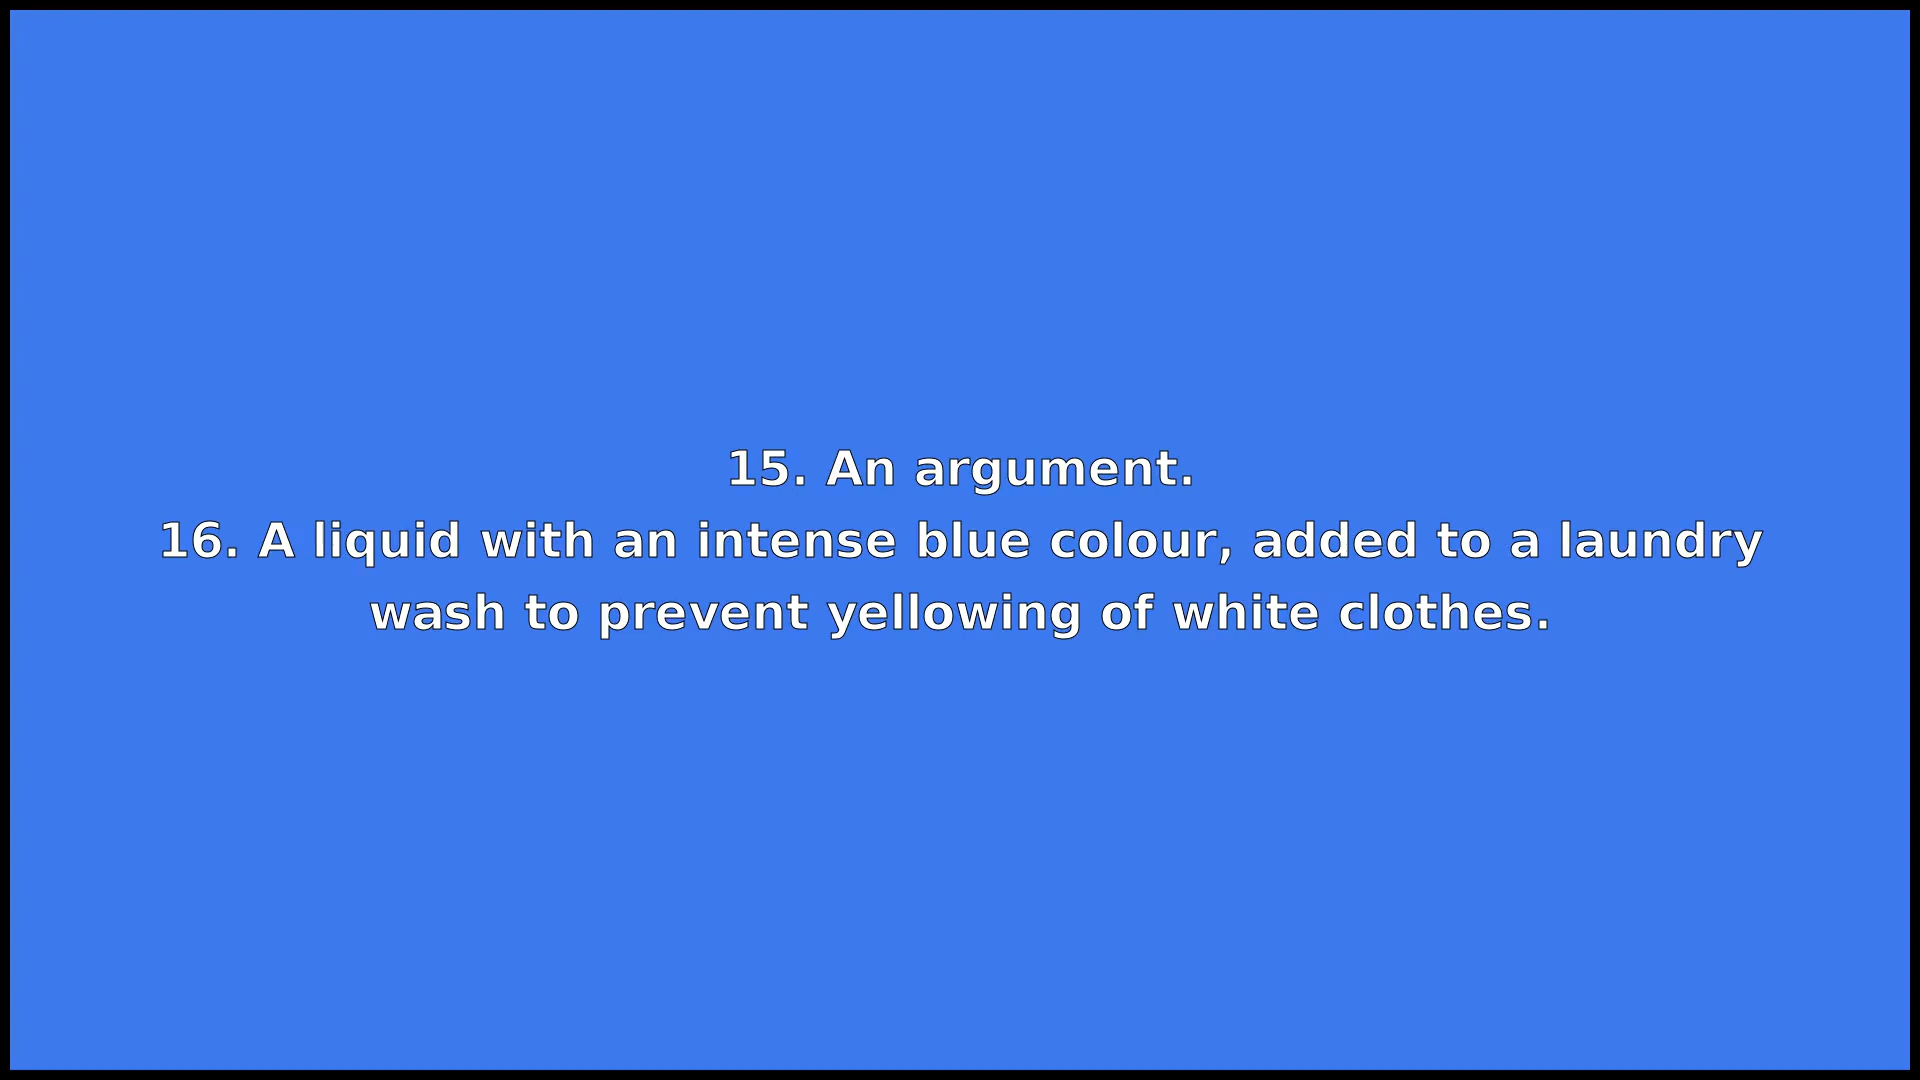 15. An argument.
16. A liquid with an intense blue colour, added to a laundry
wash to prevent yellowing of white clothes.